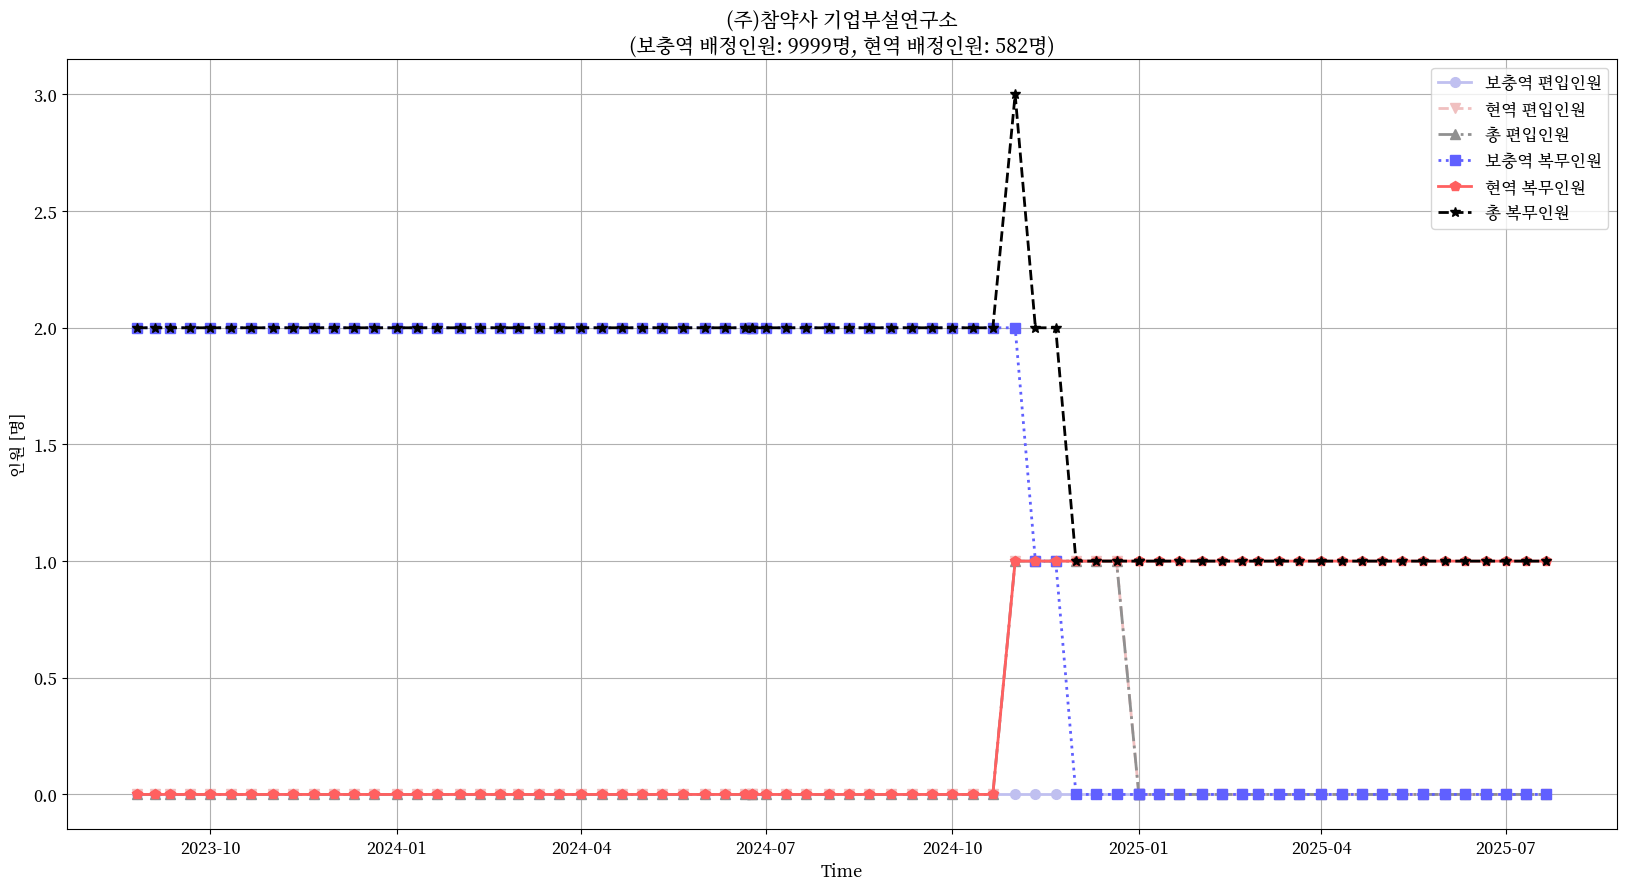 (주)참약사 기업부설연구소
(보충역 배정인원: 9999명, 현역 배정인원: 582명)
보충역 편입인원
현역 편입인원
총 편입인원
보충역 복무인원
현역 복무인원
총 복무인원
인원 [명]
3.0
2.5
2.0
1.5
1.0
0.5
0.0
2023-10
2024-01
2024-04
2024-07
2024-10
2025-01
2025-04
2025-07
Time